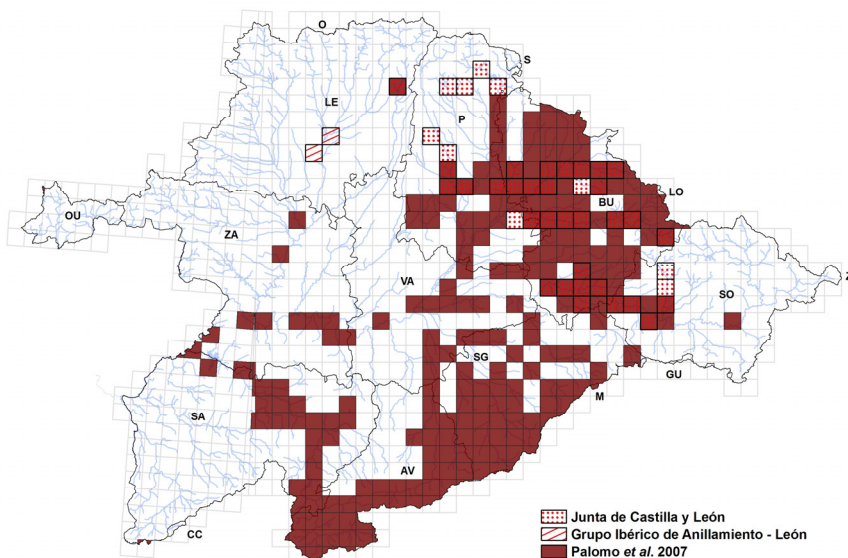 O
S
LE
P
LO
OU
BU
ZA
VA
Z
SO
SG
GU
M
SA
AV
CC
Junta de Castilla y León
Grupo Ibérico de Anillamiento - León
Palomo et al. 2007